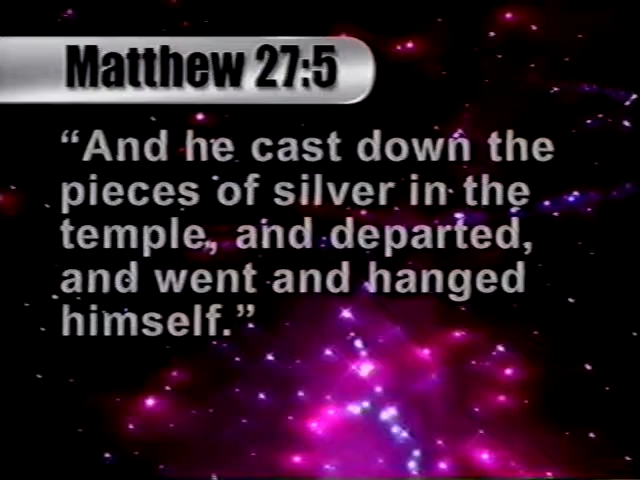 Matthew 27:5
“And he cast down the
pieces of silver in the
temple, and departed,
and went and hanged
himself.”